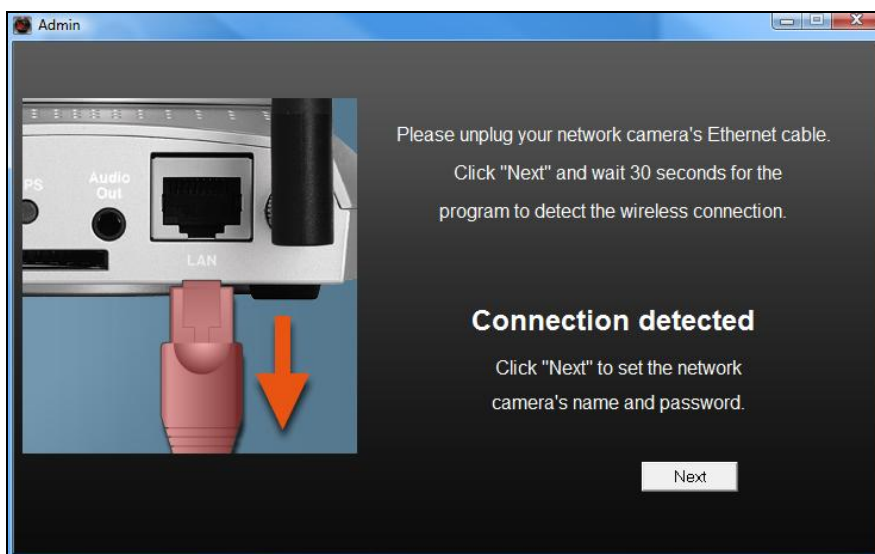 Admin
PS
Audio
Out
LAN
Please unplug your network camera's Ethernet cable.
Click "Next" and wait 30 seconds for the
program to detect the wireless connection.
Connection detected
Click "Next" to set the network
camera's name and password.
Next